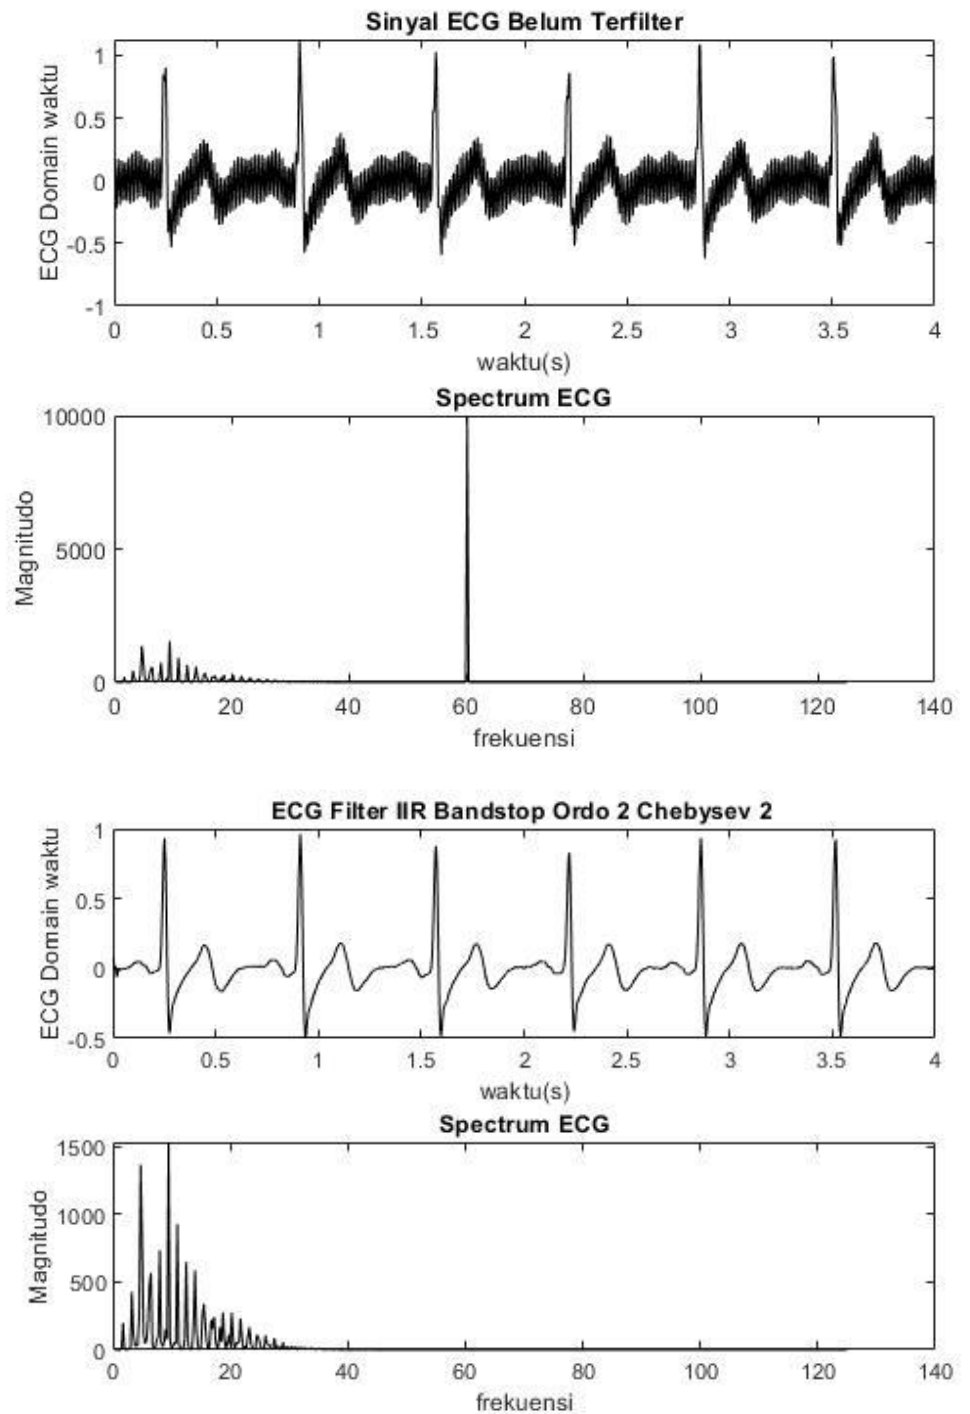 Sinyal ECG Belum Terfilter
ECG Domain waktu
1
0.5
0
-0.5
-1
0 0.5 1 1.5 2 2.5 3 3.5 4
waktu(s)
Spectrum ECG
Magnitudo
10000
5000
0
0 20 40 60 80 100 120 140
frekuensi
ECG Filter IIR Bandstop Ordo 2 Chebysev 2
ECG Domain waktu
1
0.5
0
-0.5
0 0.5 1 1.5 2 2.5 3 3.5 4
waktu(s)
Spectrum ECG
Magnitudo
1500
1000
500
0
0 20 40 60 80 100 120 140
frekuensi